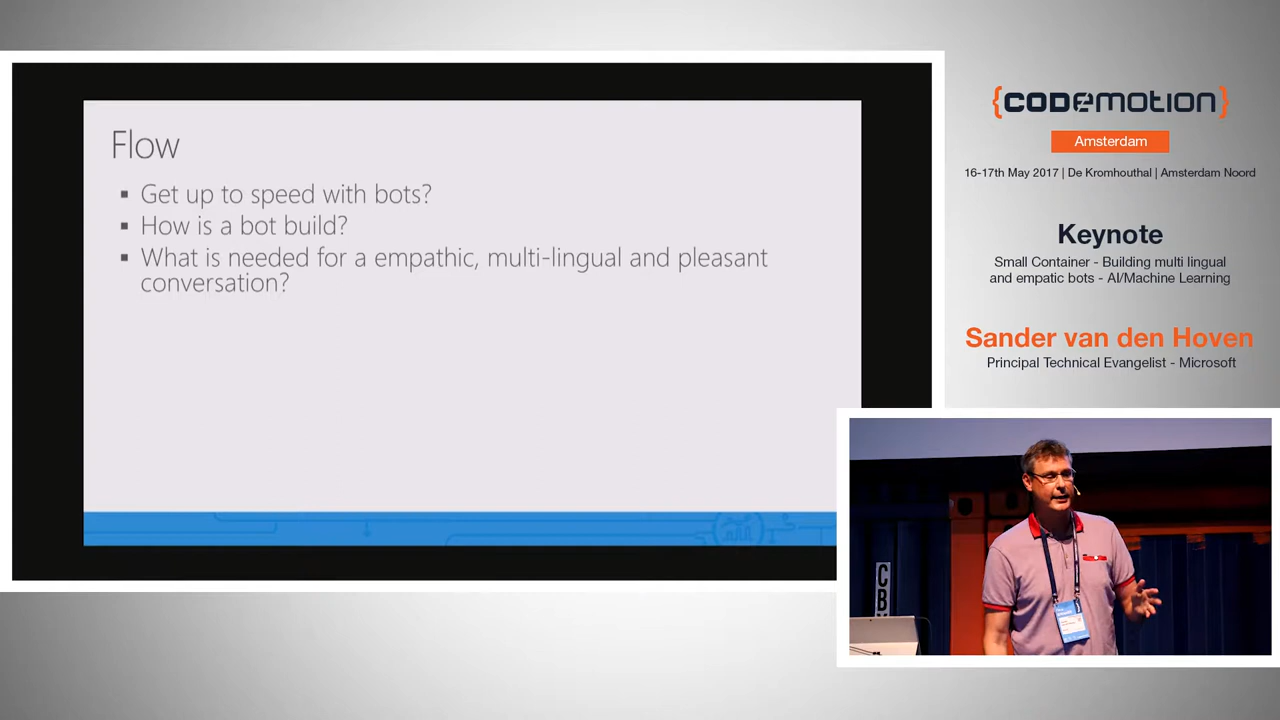 Flow
▪ Get up to speed with bots?
▪ How is a bot build?
▪ What is needed for a empathic, multi-lingual and pleasant
conversation?
{CODEMOTION}
Amsterdam
16-17th May 2017 | De Kromhouthal | Amsterdam Noord
Keynote
Small Container - Building multi lingual
and empatic bots - AI/Machine Learning
Sander van den Hoven
Principal Technical Evangelist - Microsoft